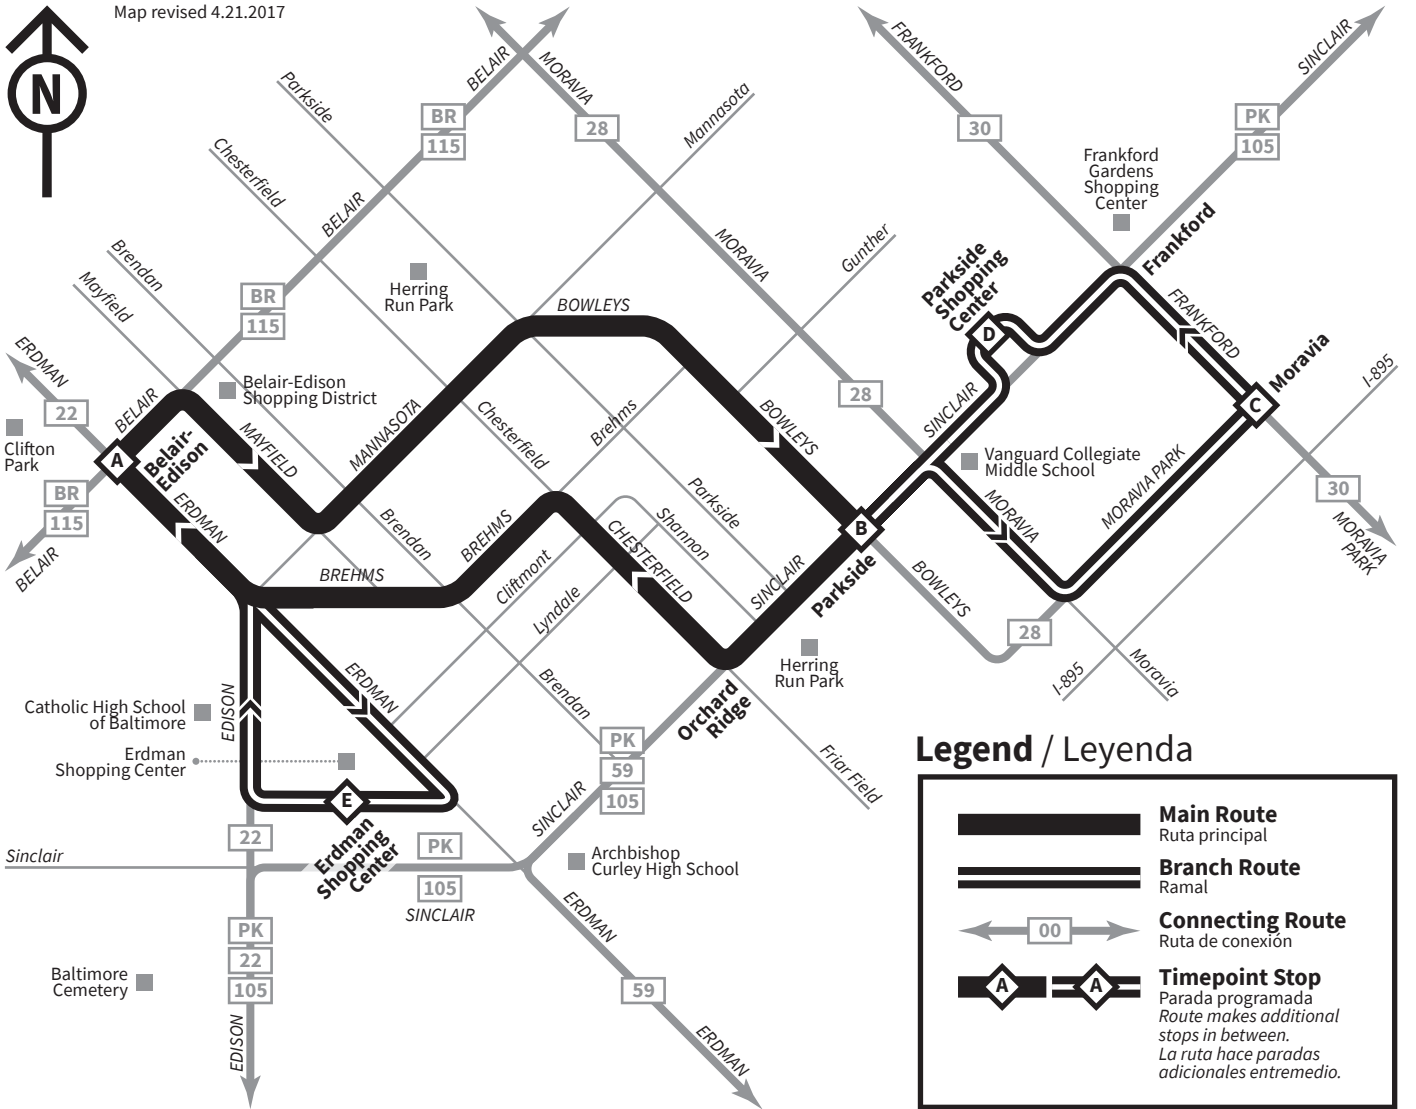 Map revised 4.21.2017
N
BELAIR
MORAVIA
FRANKFORD
SINCLAIR
Parkside
Mannasota
BR
115
28
30
PK
105
Chesterfield
Frankford
Gardens
Shopping
Center
BELAIR
Brendan
Gunther
MORAVIA
Frankford
Mayfield
Herring
Run Park
Parkside
Shopping
Center
BR
115
BOWLEYS
FRANKFORD
D
ERDMAN
Moravia
I-895
22
BELAIR
Belair-Edison
Shopping District
28
C
Clifton
Park
A
Belair-
Edison
MAYFIELD
MANNASOTA
Chesterfield
Brehms
BOWLEYS
SINCLAIR
Vanguard Collegiate
Middle School
MORAVIA PARK
BR
115
30
BELAIR
ERDMAN
Brendan
BREHMS
Parkside
Shannon
B
MORAVIA
MORAVIA
PARK
BREHMS
Cliftmont
Lyndale
CHESTERFIELD
SINCLAIR
Parkside
BOWLEYS
28
Herring
Run Park
I-895
Moravia
ERDMAN
Brendan
Orchard
Ridge
Friar Field
Catholic High School
of Baltimore
EDISON
Erdman
Shopping Center
E
Erdman
Shopping
Center
PK
59
105
SINCLAIR
22
Sinclair
PK
105
SINCLAIR
Archbishop
Curley High School
ERDMAN
PK
22
105
Baltimore
Cemetery
59
EDISON
ERDMAN
Legend / Leyenda
Main Route
Ruta principal
Branch Route
Ramal
00
Connecting Route
Ruta de conexión
A
A
Timepoint Stop
Parada programada
Route makes additional
stops in between.
La ruta hace paradas
adicionales entremedio.